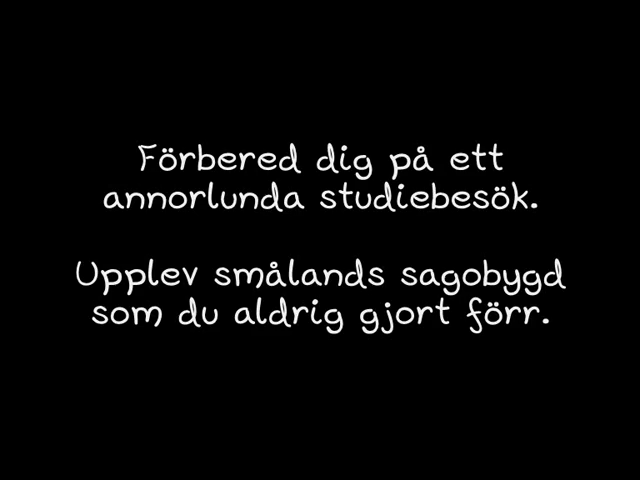 Förbered dig på ett
annorlunda studiebesök.
Upplev smålands sagobygd
som du aldrig gjort förr.